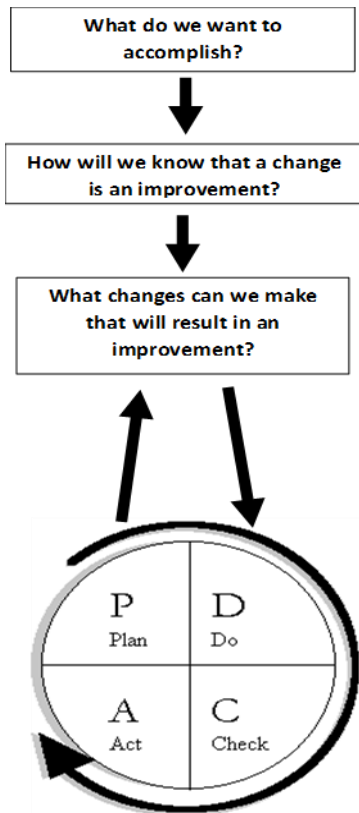 What do we want to
accomplish?
How will we know that a change
is an improvement?
What changes can we make
that will result in an
improvement?
P
Plan
D
Do
A
Act
C
Check